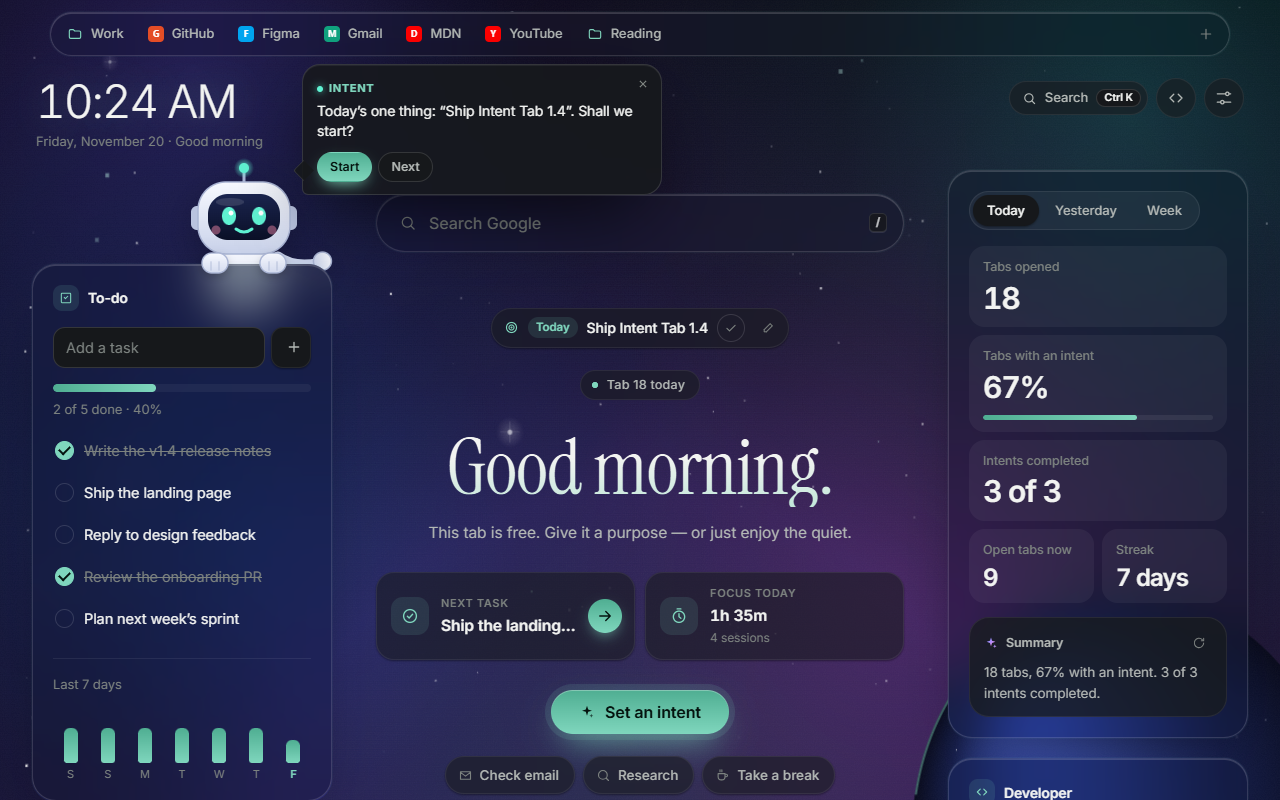 Work
G GitHub
F Figma
M Gmail
D MDN
Y YouTube
Reading
10:24 AM
Friday, November 20 · Good morning
INTENT
Today’s one thing: “Ship Intent Tab 1.4”. Shall we
start?
Start
Next
Search
Ctrl K
Search Google
/
To-do
Add a task
2 of 5 done · 40%
Write the v1.4 release notes
Ship the landing page
Reply to design feedback
Review the onboarding PR
Plan next week’s sprint
Last 7 days
S S M T W T F
Today Ship Intent Tab 1.4
Tab 18 today
Good morning.
This tab is free. Give it a purpose — or just enjoy the quiet.
NEXT TASK
Ship the landing…
FOCUS TODAY
1h 35m
4 sessions
Set an intent
Check email
Research
Take a break
Today
Yesterday
Week
Tabs opened
18
Tabs with an intent
67%
Intents completed
3 of 3
Open tabs now
9
Streak
7 days
Summary
18 tabs, 67% with an intent. 3 of 3
intents completed.
Developer